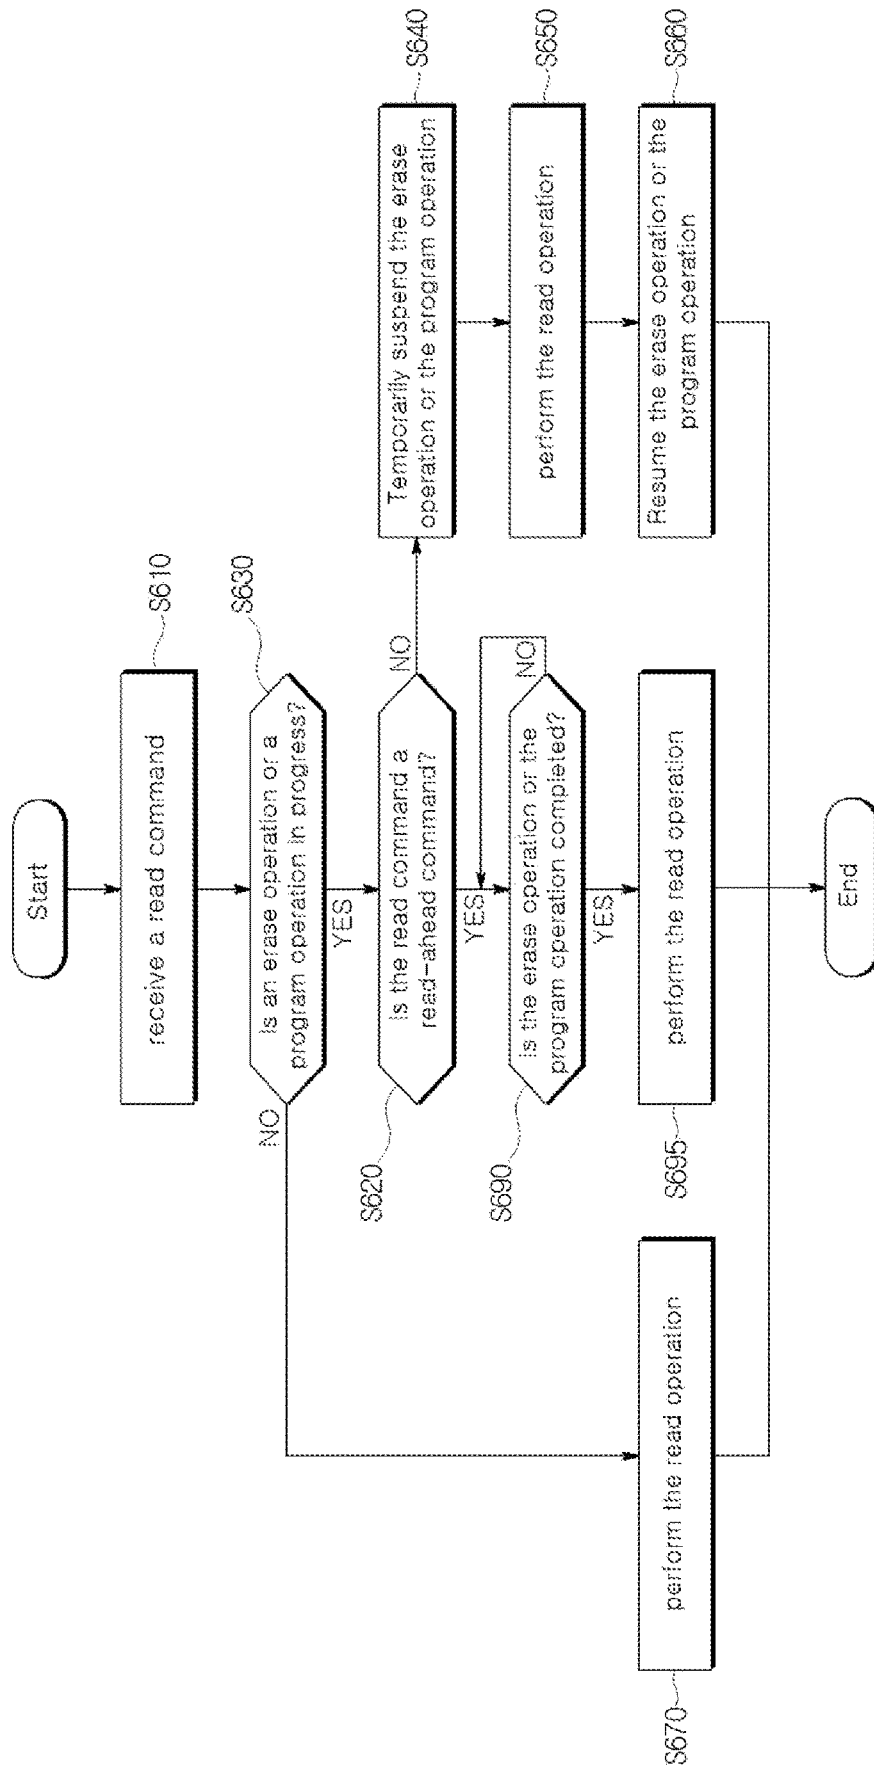 Start
receive a read command
S610
Is an erase operation or a
program operation in progress?
S630
NO
YES
Is the read command a
read-ahead command?
S620
NO
YES
Temporarily suspend the erase
operation or the program operation
S640
perform the read operation
S650
Resume the erase operation or the
program operation
S660
Is the erase operation or the
program operation completed?
S690
NO
YES
perform the read operation
S695
perform the read operation
S670
End